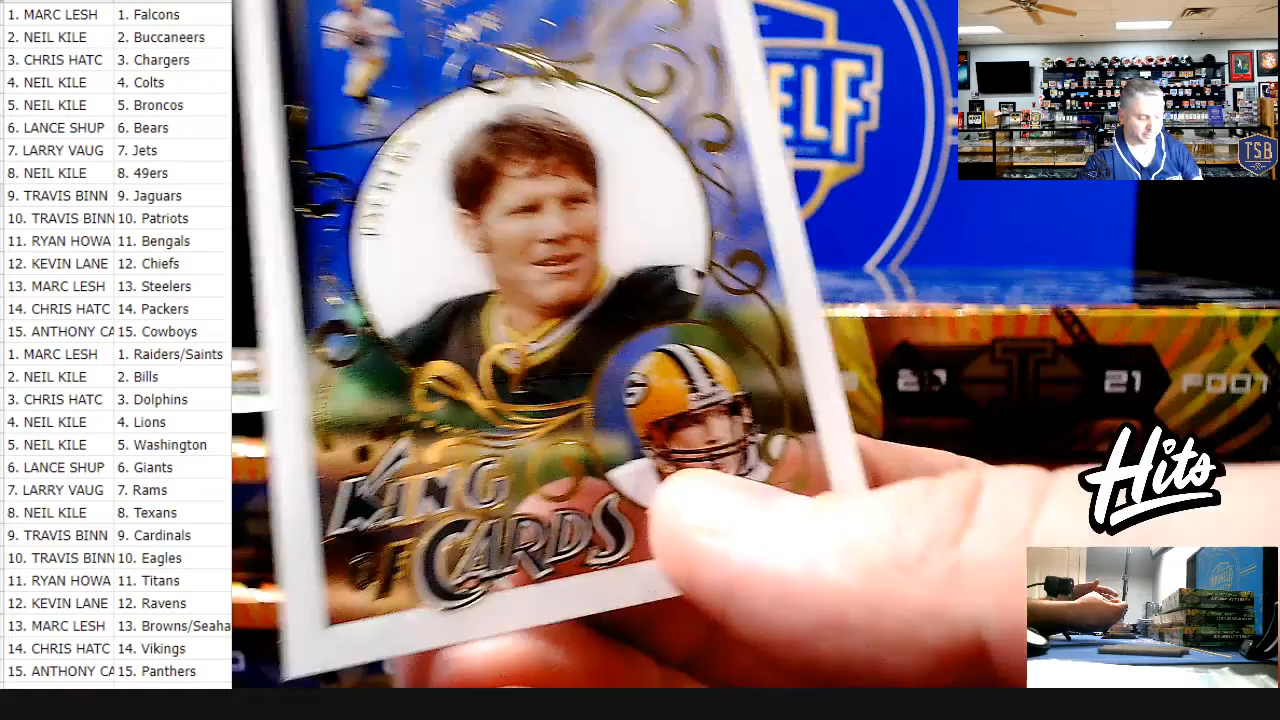 1. MARC LESH 1. Falcons
2. NEIL KILE 2. Buccaneers
3. CHRIS HATC 3. Chargers
4. NEIL KILE 4. Colts
5. NEIL KILE 5. Broncos
6. LANCE SHUP 6. Bears
7. LARRY VAUG 7. Jets
8. NEIL KILE 8. 49ers
9. TRAVIS BINN 9. Jaguars
10. TRAVIS BINN 10. Patriots
11. RYAN HOWA 11. Bengals
12. KEVIN LANE 12. Chiefs
13. MARC LESH 13. Steelers
14. CHRIS HATC 14. Packers
15. ANTHONY CA 15. Cowboys
1. MARC LESH 1. Raiders/Saints
2. NEIL KILE 2. Bills
3. CHRIS HATC 3. Dolphins
4. NEIL KILE 4. Lions
5. NEIL KILE 5. Washington
6. LANCE SHUP 6. Giants
7. LARRY VAUG 7. Rams
8. NEIL KILE 8. Texans
9. TRAVIS BINN 9. Cardinals
10. TRAVIS BINN 10. Eagles
11. RYAN HOWA 11. Titans
12. KEVIN LANE 12. Ravens
13. MARC LESH 13. Browns/Seaha
14. CHRIS HATC 14. Vikings
15. ANTHONY CA 15. Panthers
KING
OF CARDS
ELF
21
FOOT
TSB
Hits